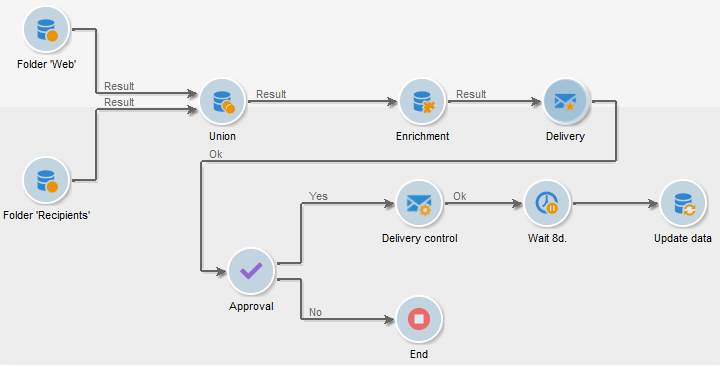 Folder 'Web'
Result
Result
Folder 'Recipients'
Union
Result
Enrichment
Result
Delivery
Ok
Approval
Yes
Delivery control
Ok
Wait 8d.
Update data
No
End